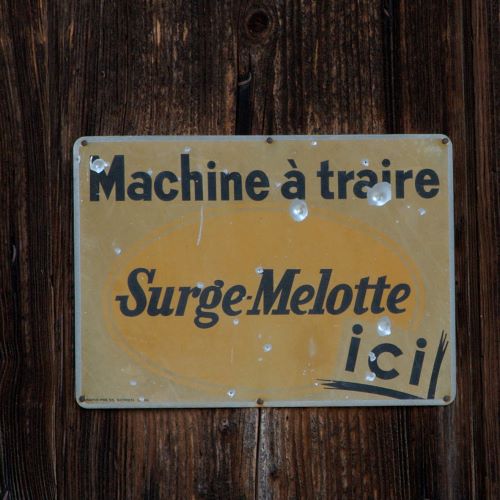 Machine à traire
Surge-Melotte
ici